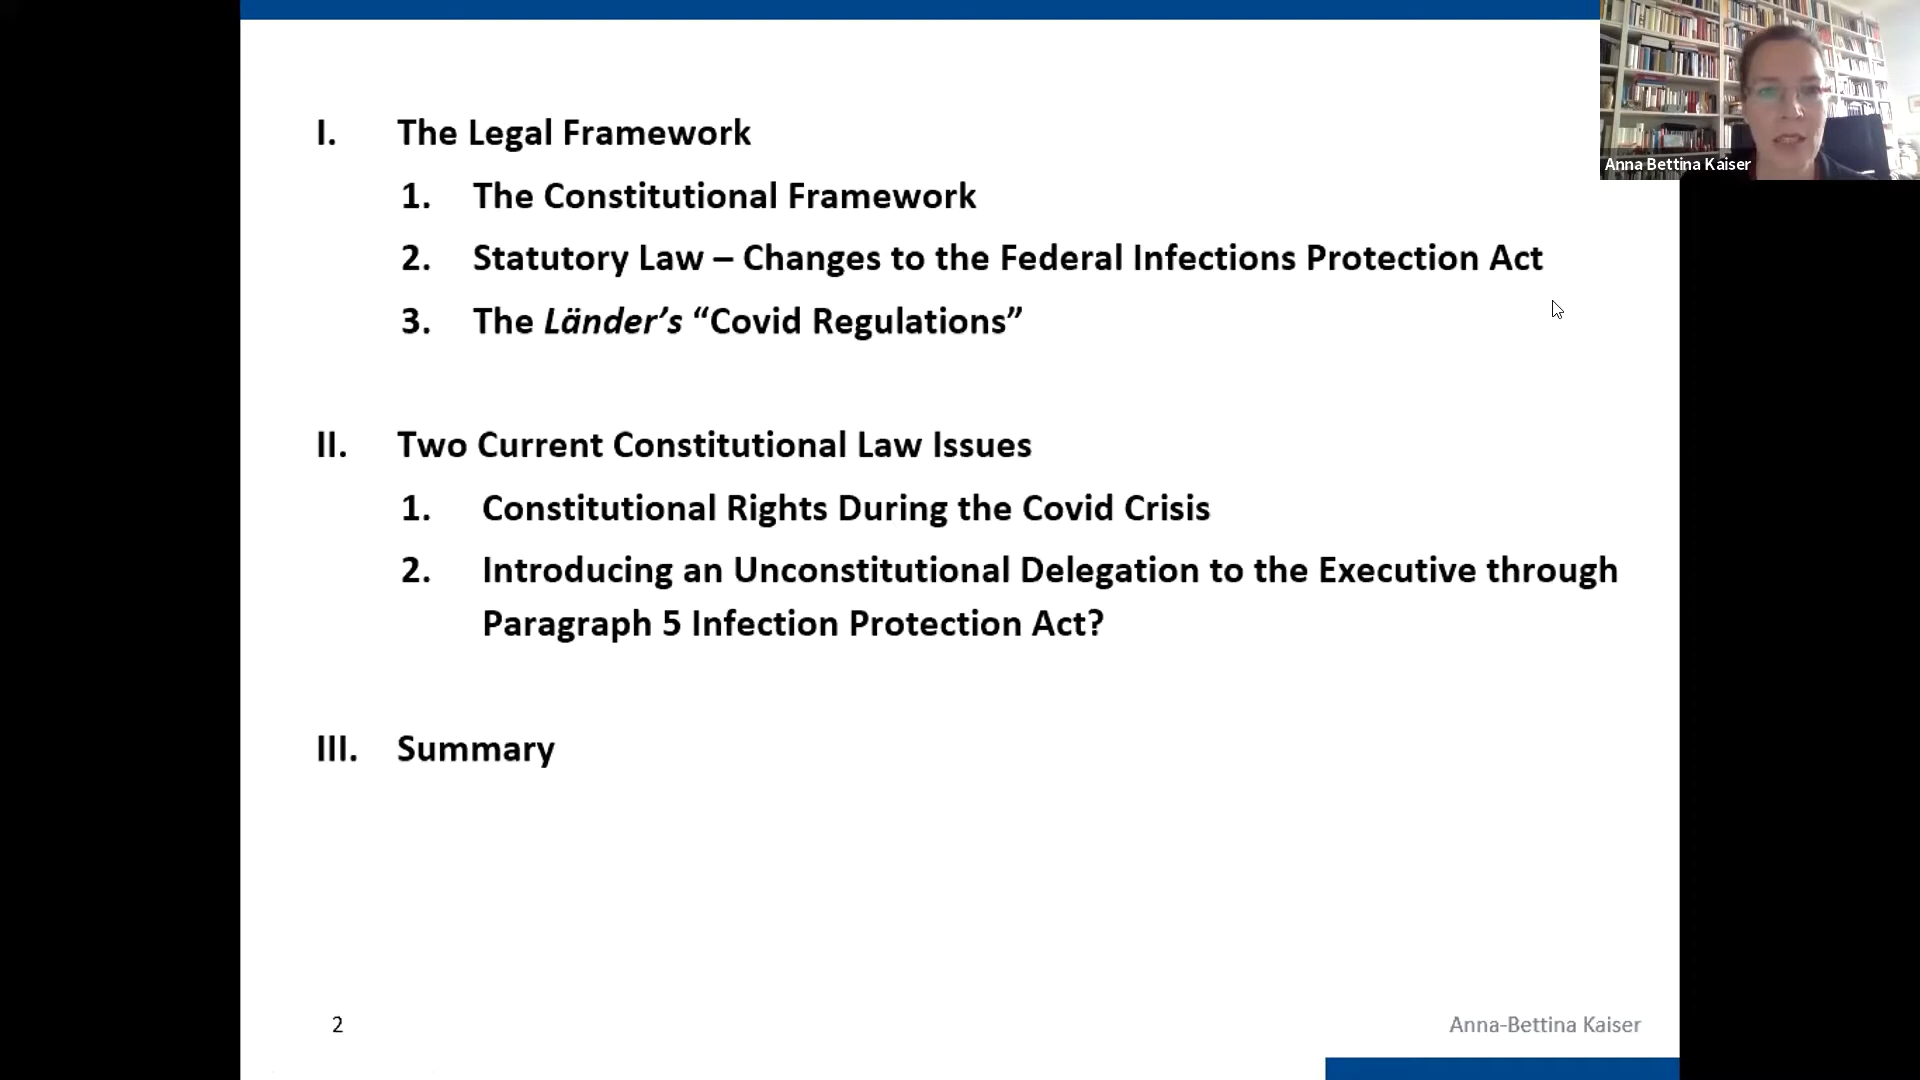 Anna Bettina Kaiser
I. The Legal Framework
1. The Constitutional Framework
2. Statutory Law – Changes to the Federal Infections Protection Act
3. The Länder’s “Covid Regulations”
II. Two Current Constitutional Law Issues
1. Constitutional Rights During the Covid Crisis
2. Introducing an Unconstitutional Delegation to the Executive through
Paragraph 5 Infection Protection Act?
III. Summary
2
Anna-Bettina Kaiser